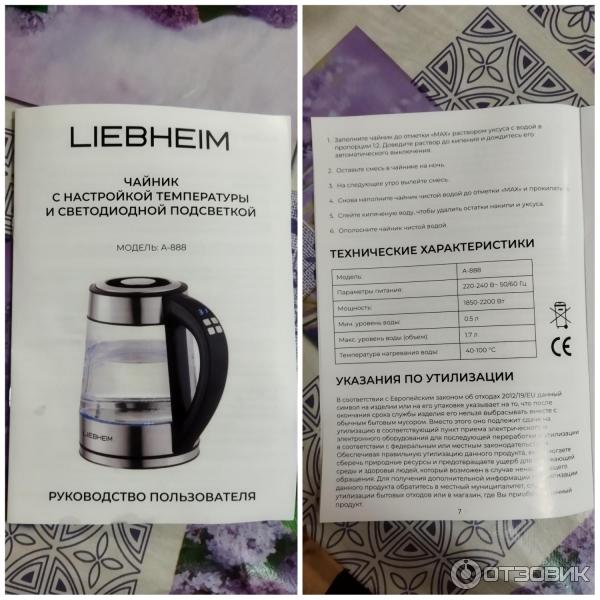 LIEBHEIM
ЧАЙНИК
С НАСТРОЙКОЙ ТЕМПЕРАТУРЫ
И СВЕТОДИОДНОЙ ПОДСВЕТКОЙ
МОДЕЛЬ: А-888
LIEBHEIM
РУКОВОДСТВО ПОЛЬЗОВАТЕЛЯ
1. Заполните чайник до отметки «MAX» раствором уксуса с водой в
пропорции 1:2. Доведите раствор до кипения и дождитесь его
автоматического выключения.
2. Оставьте смесь в чайнике на ночь.
3. На следующее утро вылейте смесь.
4. Снова наполните чайник чистой водой до отметки «MAX» и
5. Слейте кипяченую воду, чтобы удалить остатки накипи и уксуса.
6. Ополосните чайник чистой водой.
ТЕХНИЧЕСКИЕ ХАРАКТЕРИСТИКИ
Модель: А-888
Параметры питания: 220-240 В~ 50/60 Гц
Мощность: 1850-2200 Вт
Мин. уровень воды: 0.5 л
Макс. уровень воды (объем): 1.7 л
Температура нагревания воды: 40-100 °С
CE
УКАЗАНИЯ ПО УТИЛИЗАЦИИ
В соответствии с Европейским законом об отходах 2012/19/EU данный
символ на изделии или на его упаковке указывает на то, что после
окончания срока службы изделия его нельзя выбрасывать вместе с
обычным бытовым мусором. Вместо этого оно подлежит сдаче на
утилизацию в соответствующий пункт приема электрического и
электронного оборудования для последующей переработки и утилизации
в соответствии с федеральным или местным законодательством.
Обеспечивая правильную утилизацию данного продукта, вы помогаете
сберечь природные ресурсы и предотвращаете ущерб для окружающей
среды и здоровья людей, который возможен в случае
обращения. Для получения дополнительной информации об утилизации
данного продукта обратитесь в местный муниципалитет, службу
утилизации бытовых отходов или в магазин, где Вы приобрели данный
продукт.
7
ОТЗОВИК